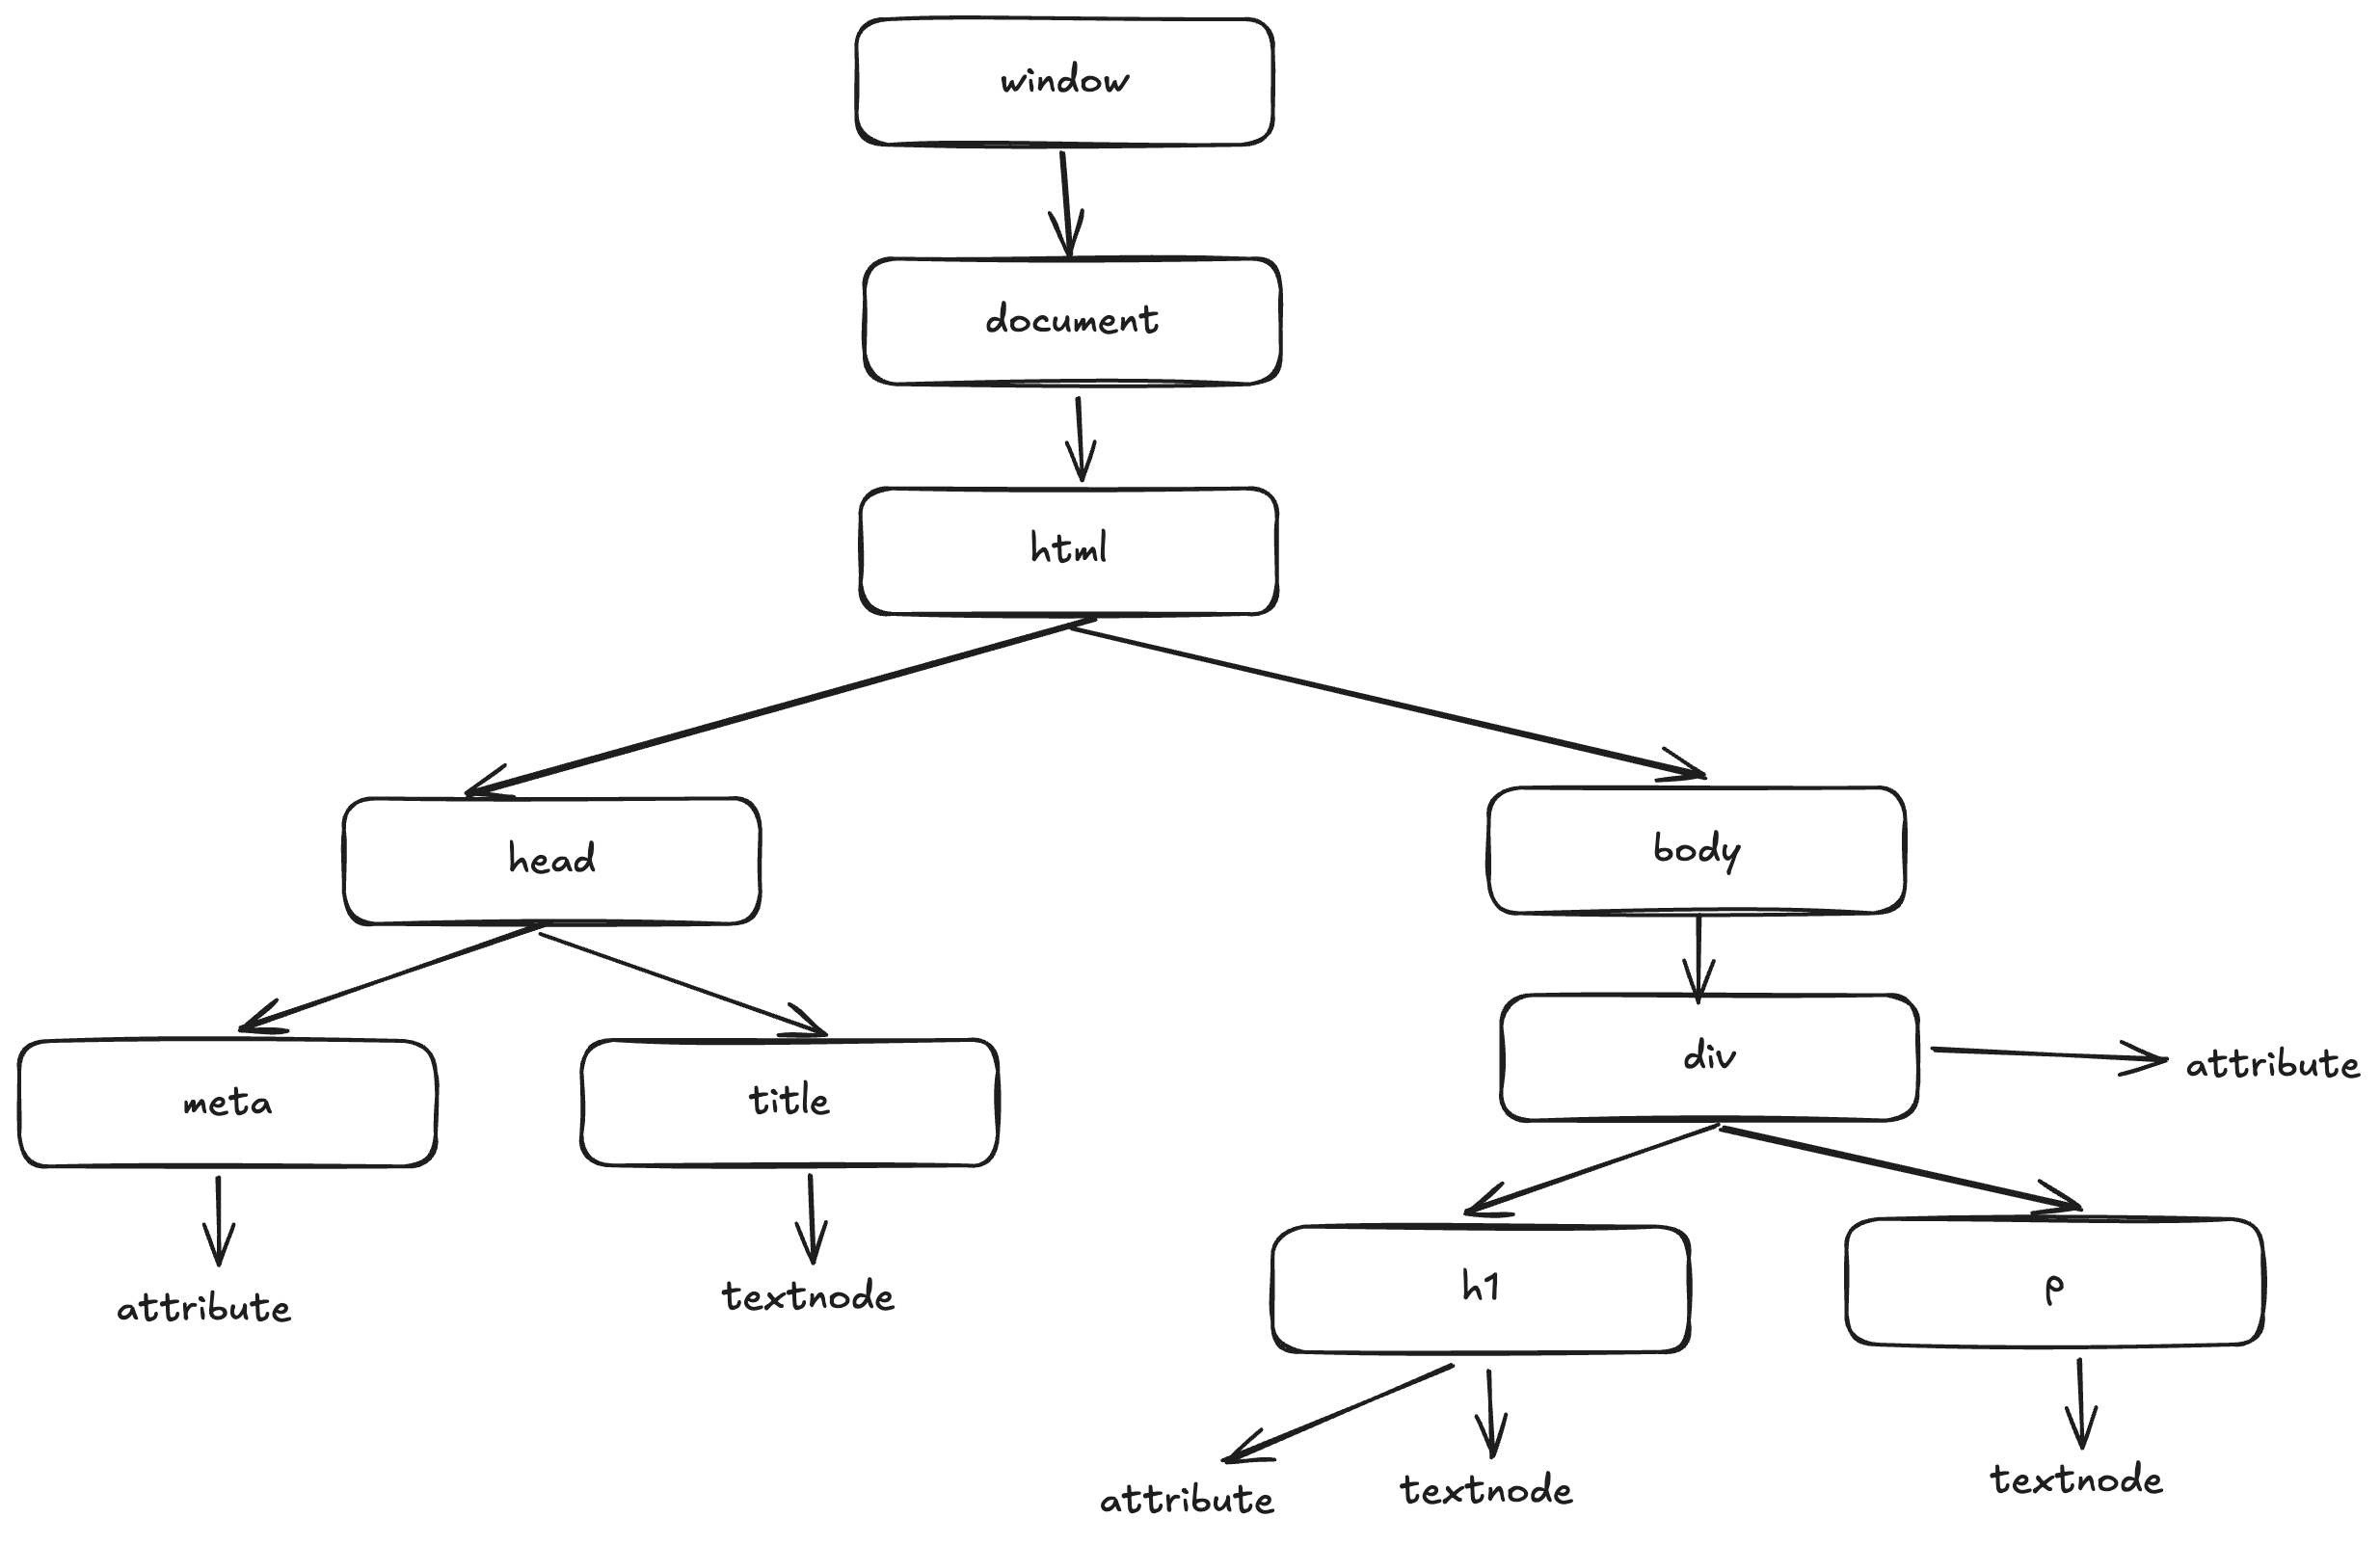 window
document
html
head
body
meta
title
div
attribute
attribute
textnode
h1
p
attribute
textnode
textnode